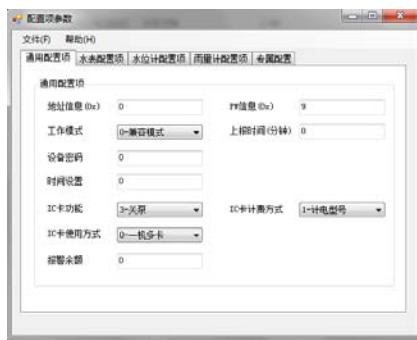 配置项参数
文件(F) 帮助(H)
通用配置项 水表配置项 水位计配置项 雨量计配置项 专属配置
通用配置项
地址信息(0x) 0 PW信息(0x) 9
工作模式 0-兼容模式 上报时间(分钟) 0
设备密码 0
时间设置 0
IC卡功能 3-关泵 IC卡计费方式 1-计电型号
IC卡使用方式 0-一机多卡
报警余额 0